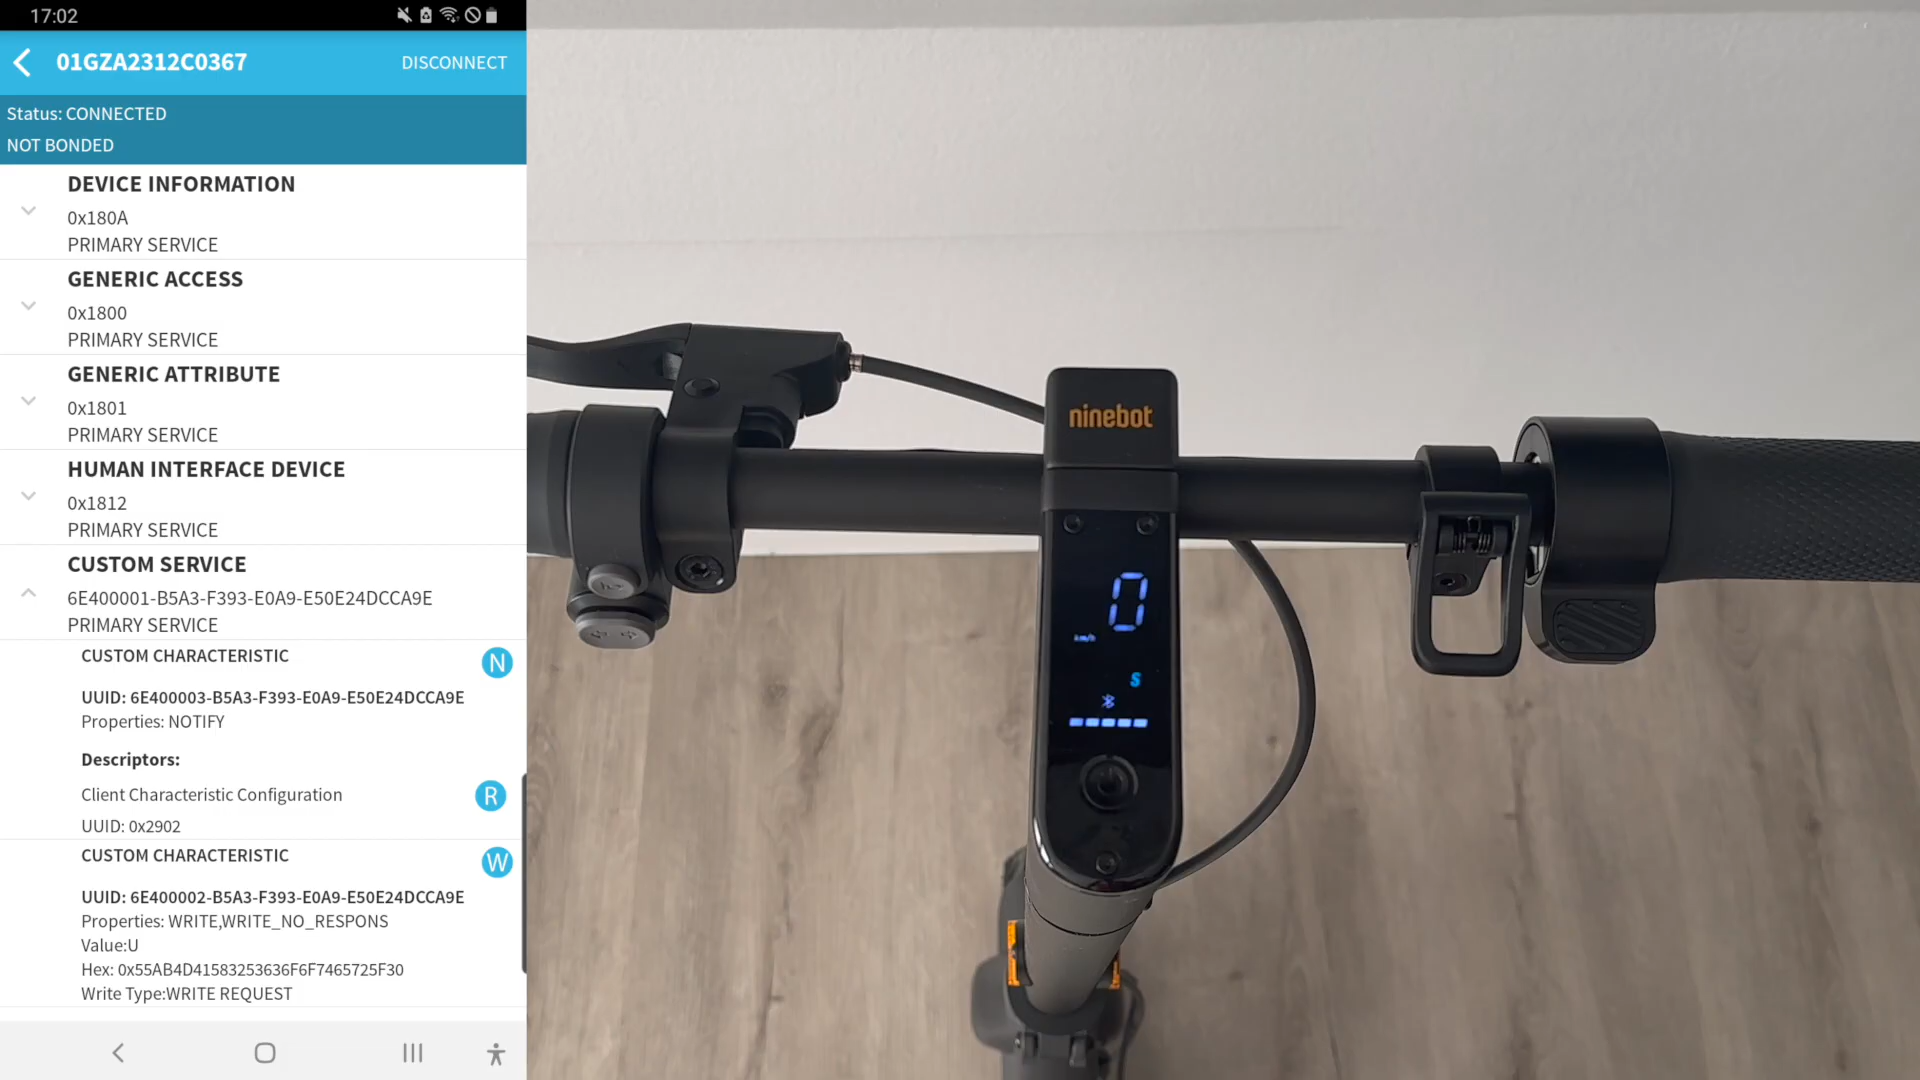 17:02
01GZA2312C0367
DISCONNECT
Status: CONNECTED
NOT BONDED
DEVICE INFORMATION
0x180A
PRIMARY SERVICE
GENERIC ACCESS
0x1800
PRIMARY SERVICE
GENERIC ATTRIBUTE
0x1801
PRIMARY SERVICE
HUMAN INTERFACE DEVICE
0x1812
PRIMARY SERVICE
CUSTOM SERVICE
6E400001-B5A3-F393-E0A9-E50E24DCCA9E
PRIMARY SERVICE
CUSTOM CHARACTERISTIC
N
UUID: 6E400003-B5A3-F393-E0A9-E50E24DCCA9E
Properties: NOTIFY
Descriptors:
Client Characteristic Configuration
R
UUID: 0x2902
CUSTOM CHARACTERISTIC
W
UUID: 6E400002-B5A3-F393-E0A9-E50E24DCCA9E
Properties: WRITE,WRITE_NO_RESPONS
Value:U
Hex: 0x55AB4D41583253636F6F7465725F30
Write Type:WRITE REQUEST
ninebot
0
km/h
S